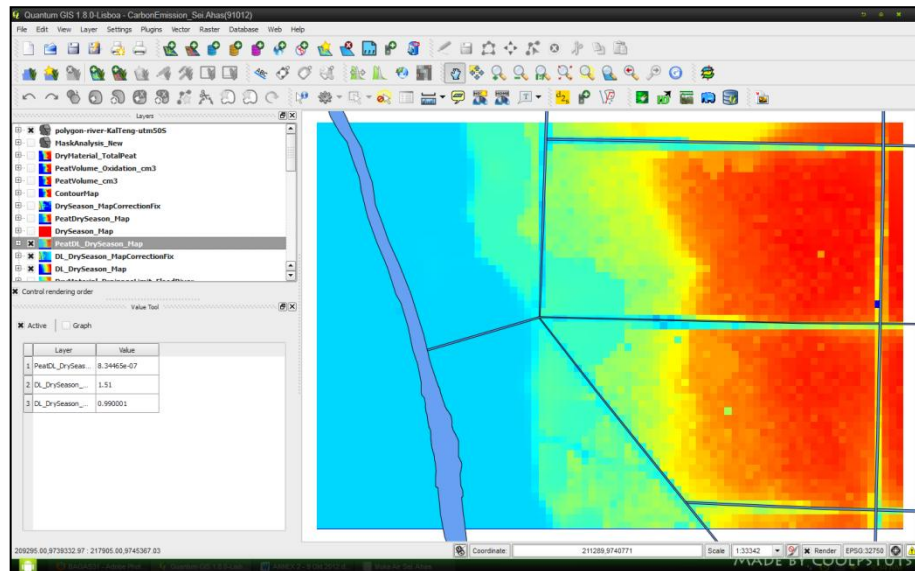 Quantum GIS 1.8.0-Lisboa - CarbonEmission_Sei.Ahas(91012)
File Edit View Layer Settings Plugins Vector Raster Database Web Help
Layers
polygon-river-KalTeng-utm50S
MaskAnalysis_New
DryMaterial_TotalPeat
PeatVolume_Oxidation_cm3
PeatVolume_cm3
ContourMap
DrySeason_MapCorrectionFix
PeatDrySeason_Map
DrySeason_Map
PeatDL_DrySeason_Map
DL_DrySeason_MapCorrectionFix
DL_DrySeason_Map
Control rendering order
Value Tool
Active Graph
Layer Value
1 PeatDL_DrySeas... 8.34465e-07
2 DL_DrySeason_... 1.51
3 DL_DrySeason_... 0.990001
209295.00,9738332.97 : 217905.00,9745367.03
Coordinate: 211289,9740771 Scale 1:33342 Render EPSG:32750
MADE BY COOLPSTUTS